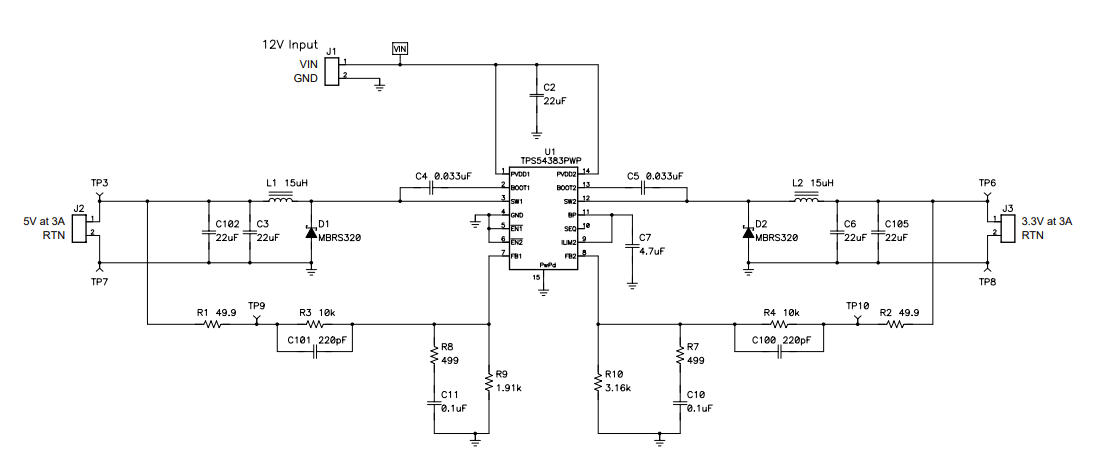 12V Input
J1
VIN
VIN 1
GND 2
C2
22uF
U1
TPS54383PWP
1 PVDD1 PVDD2 14
2 BOOT1 BOOT2 13
3 SW1 SW2 12
4 GND BP 11
5 EN1 SEQ 10
6 EN2 ILIM2 9
7 FB1 FB2 8
PwPd
15
C4 0.033uF
C5 0.033uF
C7
4.7uF
TP3
L1 15uH
J2
5V at 3A 1
RTN 2
C102
22uF
C3
22uF
D1
MBRS320
TP7
L2 15uH
TP6
D2
MBRS320
C6
22uF
C105
22uF
J3
1 3.3V at 3A
2 RTN
TP8
R1 49.9
TP9
R3 10k
C101 220pF
R8
499
C11
0.1uF
R9
1.91k
R10
3.16k
R7
499
C10
0.1uF
R4 10k
C100 220pF
TP10
R2 49.9